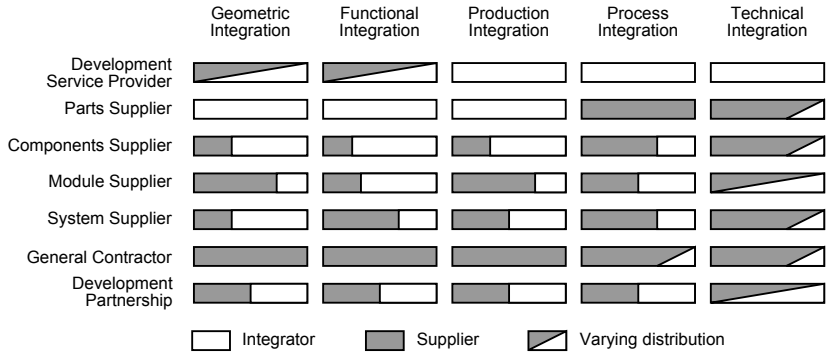 Geometric
Integration
Functional
Integration
Production
Integration
Process
Integration
Technical
Integration
Development
Service Provider
Parts Supplier
Components Supplier
Module Supplier
System Supplier
General Contractor
Development
Partnership
Integrator
Supplier
Varying distribution